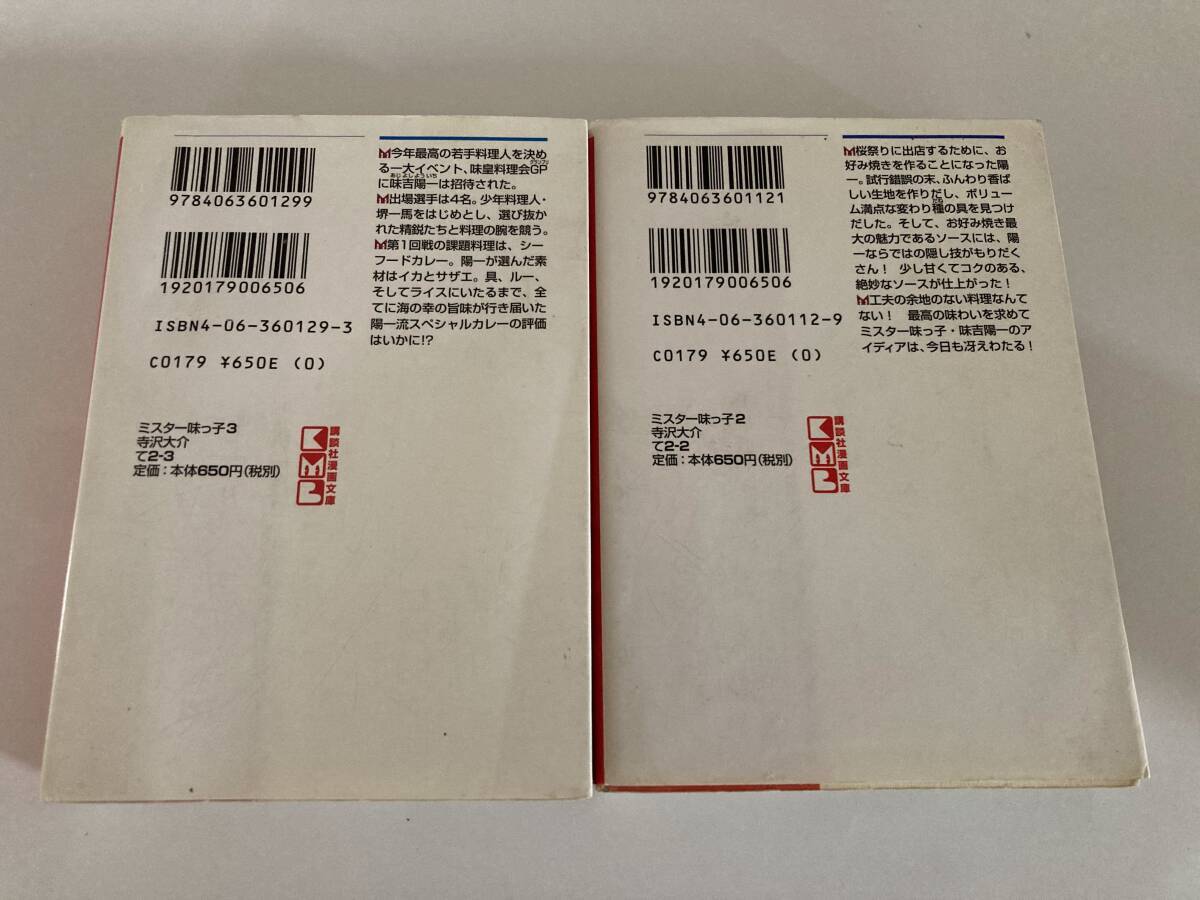 9784063601299
1920179006506
ISBN4-06-360129-3
C0179 ¥650E (0)
今年最高の若手料理人を決め
る一大イベント、味皇料理会GP
グランプリ
に味吉陽一は招待された。
あじよしよういち
出場選手は4名。少年料理人・
堺一馬をはじめとし、選び抜か
れた精鋭たちと料理の腕を競う。
第1回戦の課題料理は、シー
フードカレー。陽一が選んだ素
材はイカとサザエ。具、ルー、
そしてライスにいたるまで、全
てに海の幸の旨味が行き届いた
陽一流スペシャルカレーの評価
はいかに!?
ミスター味っ子3
寺沢大介
て2-3
定価:本体650円(税別)
KMB
講談社漫画文庫
9784063601121
1920179006506
ISBN4-06-360112-9
C0179 ¥650E (0)
桜祭りに出店するために、お
好み焼きを作ることになった陽
一。試行錯誤の末、ふんわり香ば
しい生地を作りだし、ボリュー
ム満点な変わり種の具を見つけ
だした。そして、お好み焼き最
大の魅力であるソースには、陽
一ならではの隠し技がもりだく
さん! 少し甘くてコクのある、
絶妙なソースが仕上がった!
工夫の余地のない料理なんて
ない! 最高の味わいを求めて
ミスター味っ子・味吉陽一のア
イディアは、今日も冴えわたる!
ミスター味っ子2
寺沢大介
て2-2
定価:本体650円(税別)
KMB
講談社漫画文庫